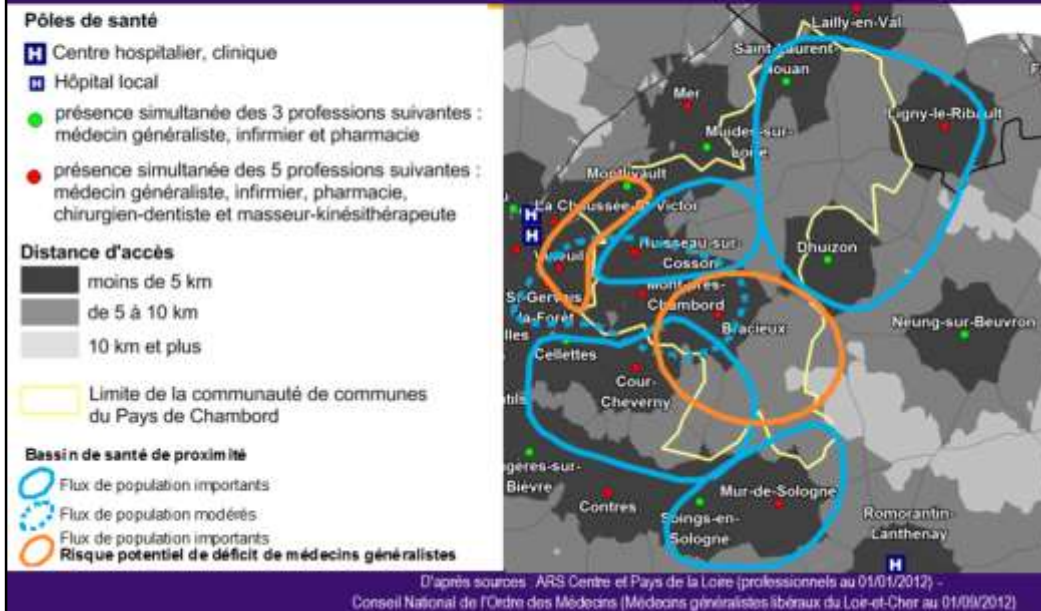 Pôles de santé
Centre hospitalier, clinique
Hôpital local
présence simultanée des 3 professions suivantes :
médecin généraliste, infirmier et pharmacie
présence simultanée des 5 professions suivantes :
médecin généraliste, infirmier, pharmacie,
chirurgien-dentiste et masseur-kinésithérapeute
Distance d'accès
moins de 5 km
de 5 à 10 km
10 km et plus
Limite de la communauté de communes
du Pays de Chambord
Bassin de santé de proximité
Flux de population importants
Flux de population modérés
Flux de population importants
Risque potentiel de déficit de médecins généralistes
Lailly-en-Val
Saint-Laurent-
Nouan
Mer
Ligny-le-Ribault
Muides-sur-
Loire
Montlivault
La Chaussée-St-Victor
Huisseau-sur-
Cosson
Vineuil
Dhuizon
Mont-près-
Chambord
St-Gervais
-la-Forêt
Bracieux
Neung-sur-Beuvron
Cellettes
Cour-
Cheverny
gères-sur-
Bièvre
Mur-de-Sologne
Contres
Soings-en-
Sologne
Romorantin-
Lanthenay
H
H
H
H
H
D'après sources : ARS Centre et Pays de la Loire (professionnels au 01/01/2012) -
Conseil National de l'Ordre des Médecins (Médecins généralistes libéraux du Loir-et-Cher au 01/09/2012)